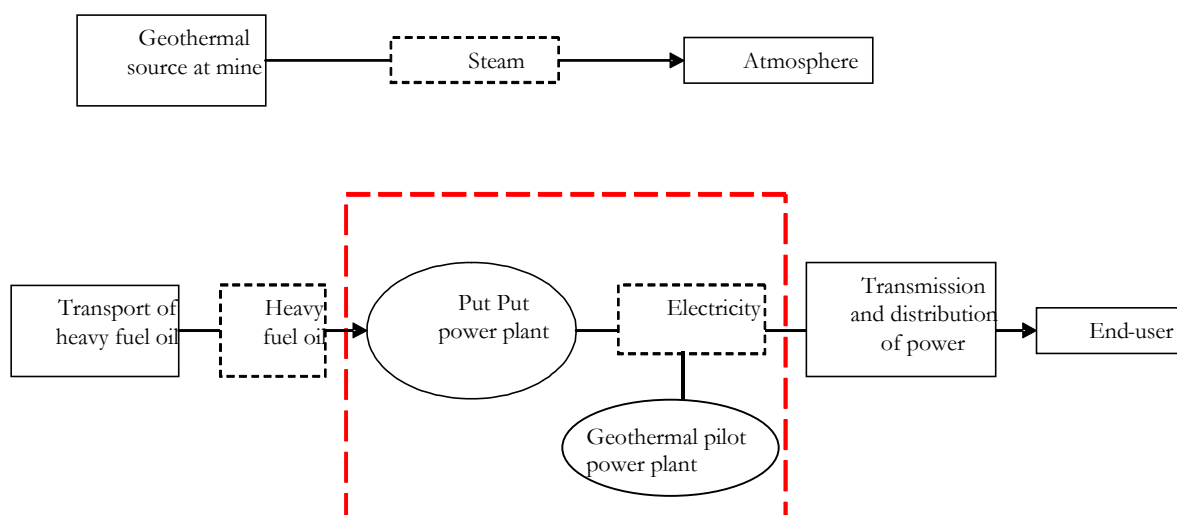 Geothermal
source at mine
Steam
Atmosphere
Transport of
heavy fuel oil
Heavy
fuel oil
Put Put
power plant
Electricity
Transmission
and distribution
of power
End-user
Geothermal pilot
power plant